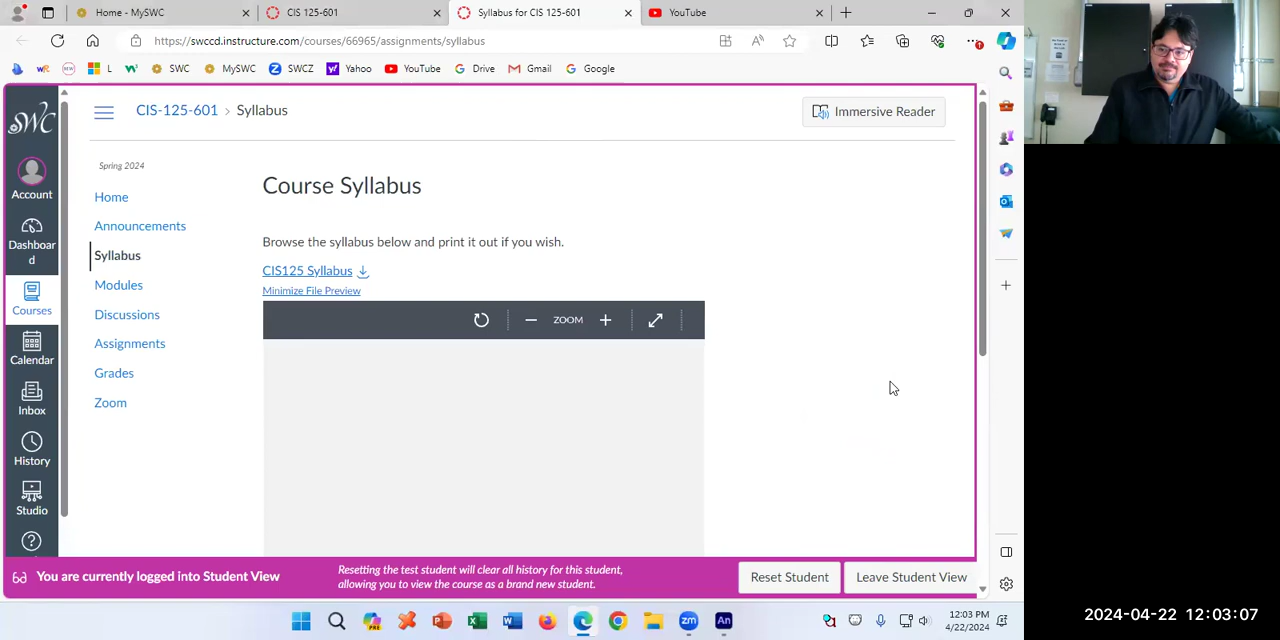 Home - MySWC
CIS 125-601
Syllabus for CIS 125-601
YouTube
https://swccd.instructure.com/courses/66965/assignments/syllabus
L
SWC
MySWC
SWCZ
Yahoo
YouTube
Drive
Gmail
Google
SWC
CIS-125-601
Syllabus
Immersive Reader
Spring 2024
Account
Dashboar
d
Courses
Calendar
Inbox
History
Studio
Home
Announcements
Syllabus
Modules
Discussions
Assignments
Grades
Zoom
Course Syllabus
Browse the syllabus below and print it out if you wish.
CIS125 Syllabus
Minimize File Preview
ZOOM
You are currently logged into Student View
Resetting the test student will clear all history for this student,
allowing you to view the course as a brand new student.
Reset Student
Leave Student View
12:03 PM
4/22/2024
2024-04-22 12:03:07